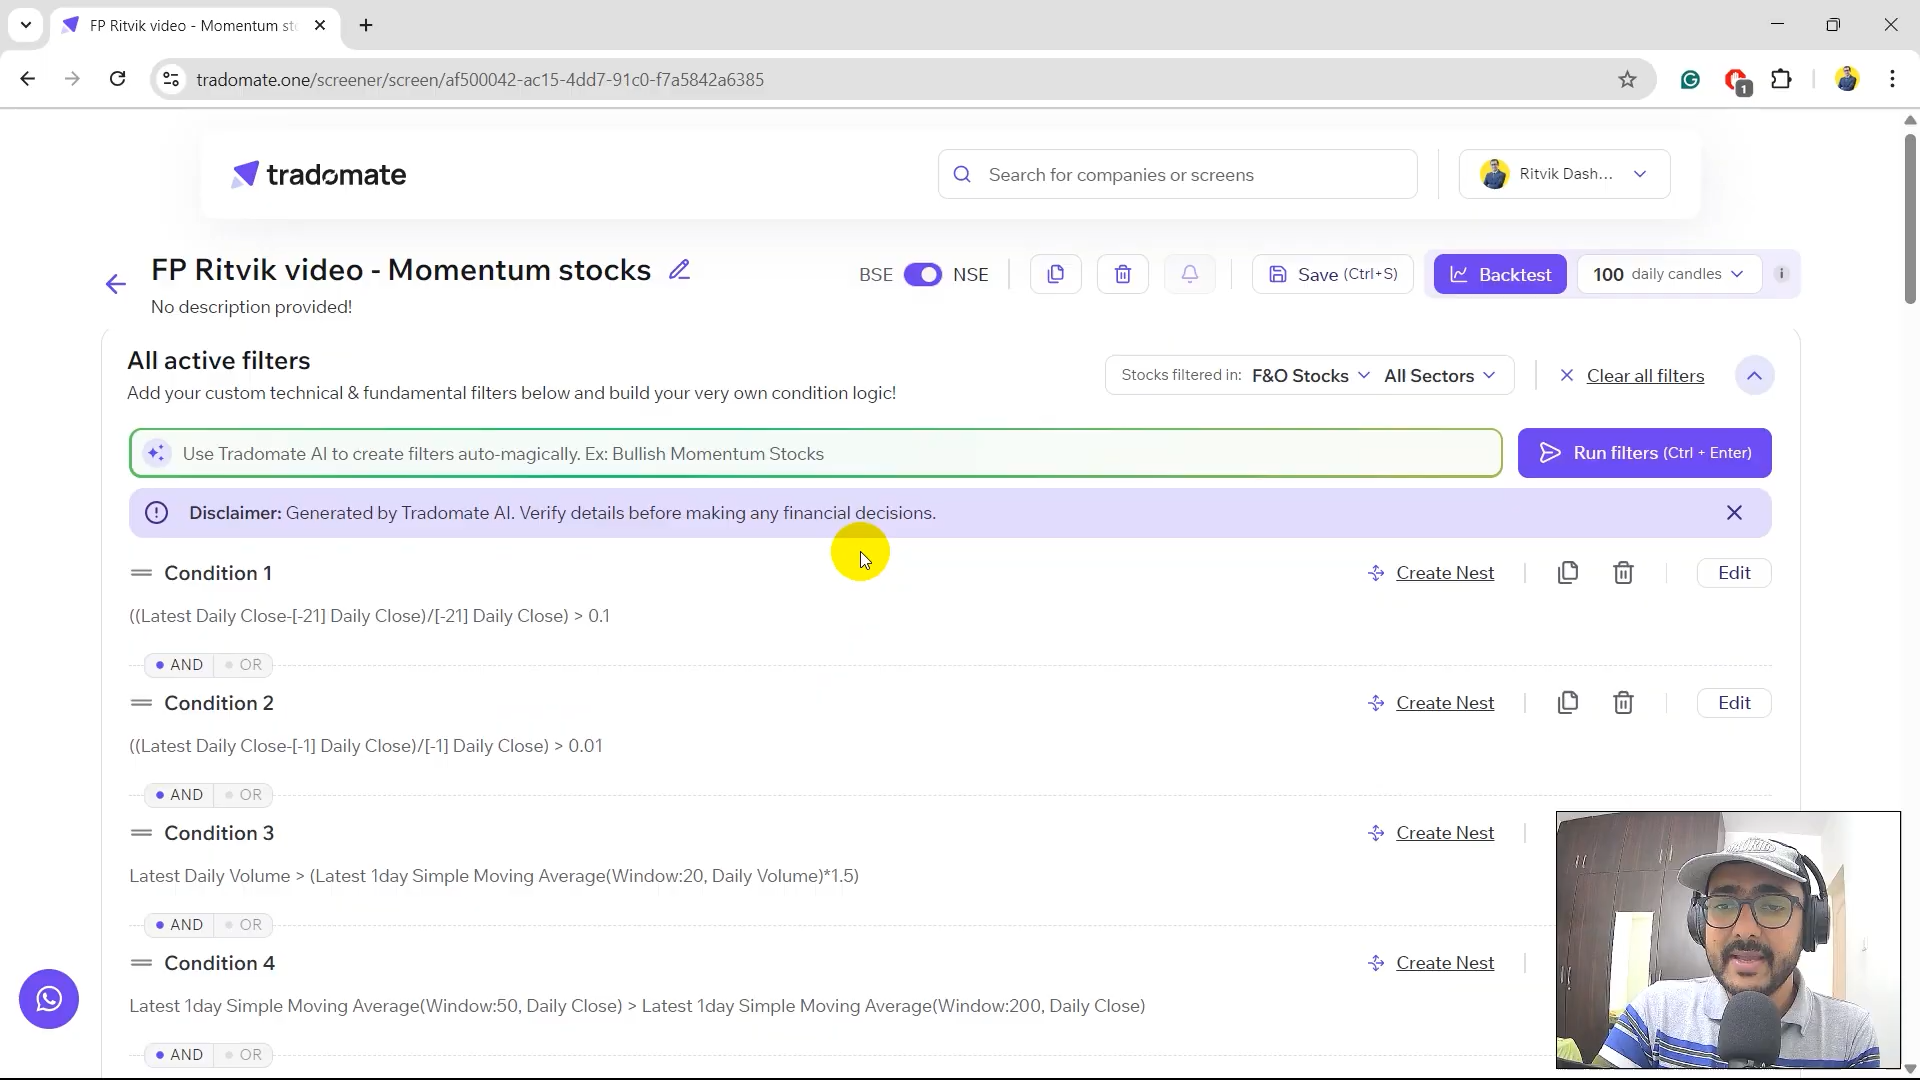 FP Ritvik video - Momentum sto
tradomate.one/screener/screen/af500042-ac15-4dd7-91c0-f7a5842a6385
1
tradomate
Search for companies or screens
Ritvik Dash...
FP Ritvik video - Momentum stocks
No description provided!
BSE NSE
Save (Ctrl+S)
Backtest
100 daily candles
i
All active filters
Add your custom technical & fundamental filters below and build your very own condition logic!
Stocks filtered in: F&O Stocks All Sectors
Clear all filters
Use Tradomate AI to create filters auto-magically. Ex: Bullish Momentum Stocks
Run filters (Ctrl + Enter)
Disclaimer: Generated by Tradomate AI. Verify details before making any financial decisions.
Condition 1
Create Nest
Edit
((Latest Daily Close-[-21] Daily Close)/[-21] Daily Close) > 0.1
AND OR
Condition 2
Create Nest
Edit
((Latest Daily Close-[-1] Daily Close)/[-1] Daily Close) > 0.01
AND OR
Condition 3
Create Nest
Latest Daily Volume > (Latest 1day Simple Moving Average(Window:20, Daily Volume)*1.5)
AND OR
Condition 4
Create Nest
Latest 1day Simple Moving Average(Window:50, Daily Close) > Latest 1day Simple Moving Average(Window:200, Daily Close)
AND OR